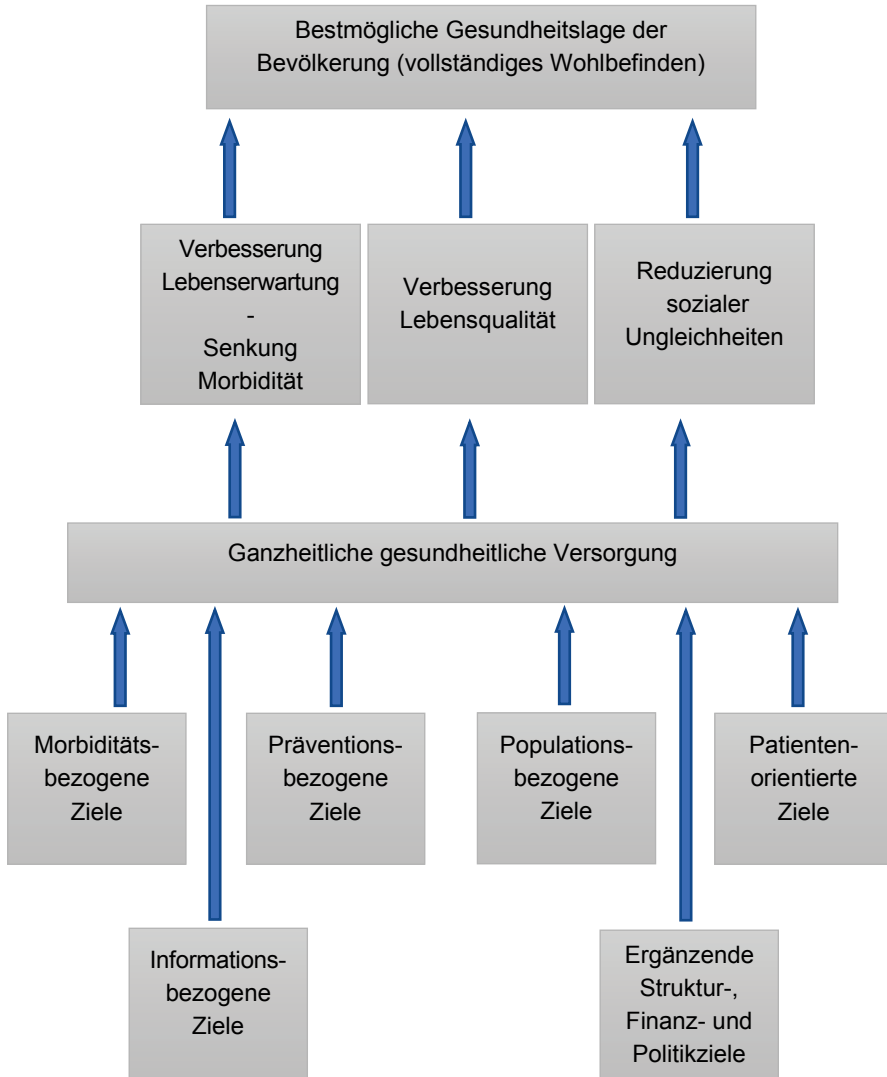 Bestmögliche Gesundheitslage der
Bevölkerung (vollständiges Wohlbefinden)
Verbesserung
Lebenserwartung
-
Senkung
Morbidität
Verbesserung
Lebensqualität
Reduzierung
sozialer
Ungleichheiten
Ganzheitliche gesundheitliche Versorgung
Morbiditäts-
bezogene
Ziele
Präventions-
bezogene
Ziele
Populations-
bezogene
Ziele
Patienten-
orientierte
Ziele
Informations-
bezogene
Ziele
Ergänzende
Struktur-,
Finanz- und
Politikziele